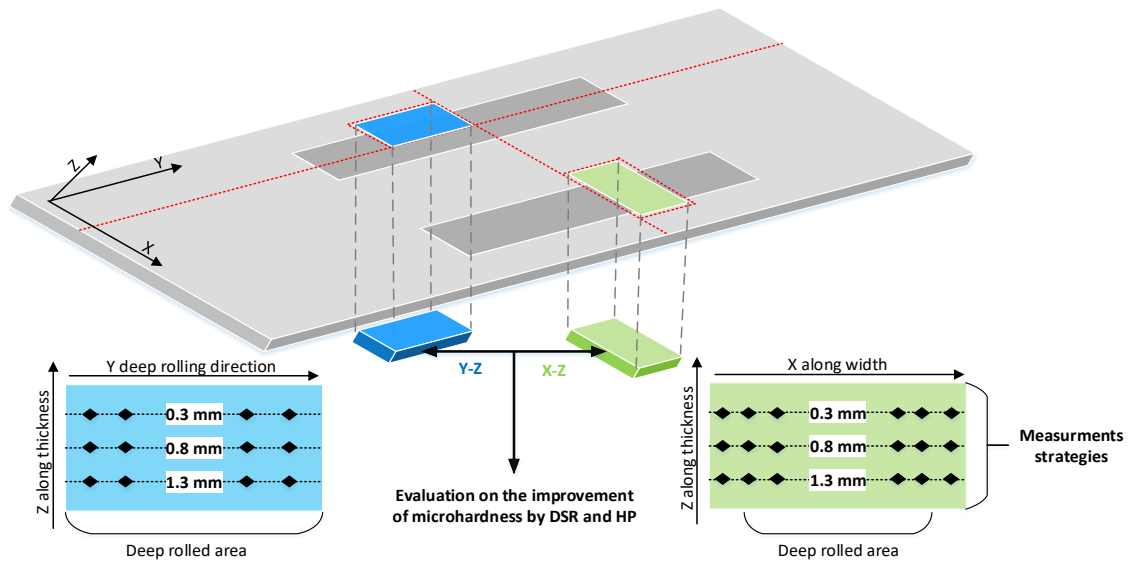 Z
Y
X
Y-Z
X-Z
Y deep rolling direction
Z along thickness
0.3 mm
0.8 mm
1.3 mm
Deep rolled area
Evaluation on the improvement
of microhardness by DSR and HP
X along width
Z along thickness
0.3 mm
0.8 mm
1.3 mm
Deep rolled area
Measurments
strategies